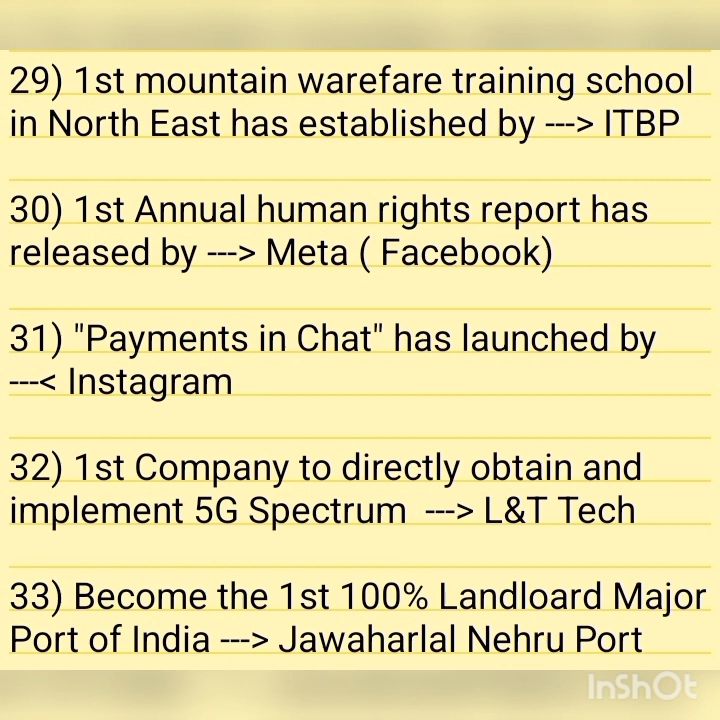 29) 1st mountain warefare training school
in North East has established by ---> ITBP
30) 1st Annual human rights report has
released by ---> Meta ( Facebook)
31) "Payments in Chat" has launched by
---< Instagram
32) 1st Company to directly obtain and
implement 5G Spectrum ---> L&T Tech
33) Become the 1st 100% Landloard Major
Port of India ---> Jawaharlal Nehru Port
InShOt